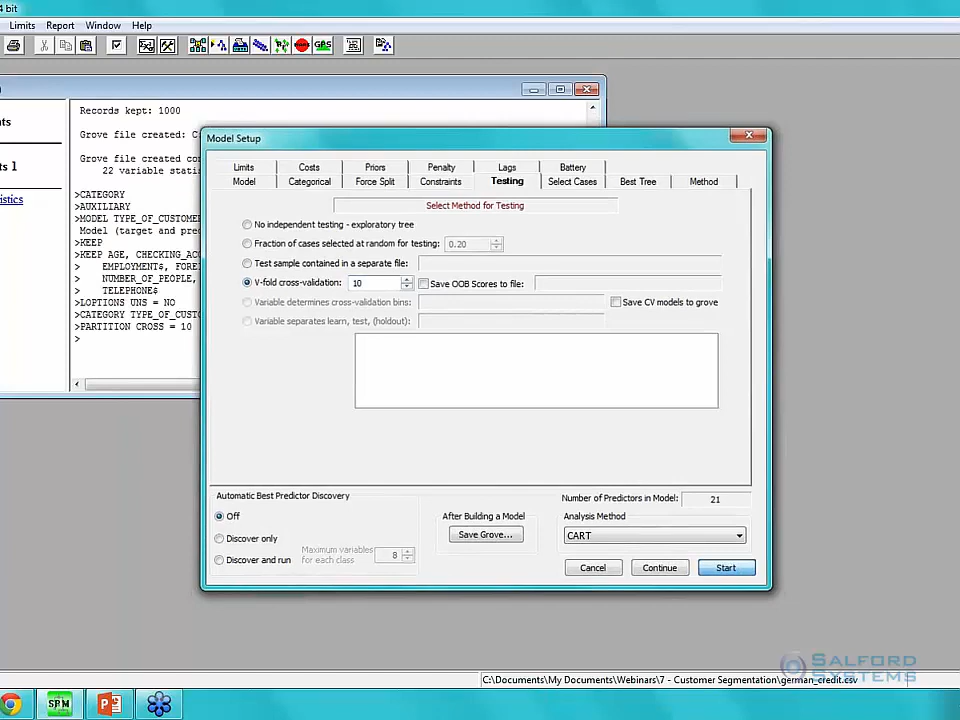 4 bit
Limits Report Window Help
Records kept: 1000
Grove file created: C
Grove file created con
22 variable statis
>CATEGORY
>AUXILIARY
>MODEL TYPE_OF_CUSTOME
Model (target and pred
>KEEP
>KEEP AGE, CHECKING_AC
> EMPLOYMENT$, FOREI
> NUMBER_OF_PEOPLE,
> TELEPHONE$
>LOPTIONS UNS = NO
>CATEGORY TYPE_OF_CUST
>PARTITION CROSS = 10
>
nts
ts 1
istics
Model Setup
Limits Costs Priors Penalty Lags Battery
Model Categorical Force Split Constraints Testing Select Cases Best Tree Method
Select Method for Testing
No independent testing - exploratory tree
Fraction of cases selected at random for testing: 0.20
Test sample contained in a separate file:
V-fold cross-validation: 10 Save OOB Scores to file:
Variable determines cross-validation bins: Save CV models to grove
Variable separates learn, test, (holdout):
Automatic Best Predictor Discovery
Off
Discover only
Discover and run
Maximum variables
for each class 8
After Building a Model
Save Grove...
Number of Predictors in Model: 21
Analysis Method
CART
Cancel Continue Start
SALFORD
SYSTEMS
C:\Documents\My Documents\Webinars\7 - Customer Segmentation\german_credit.csv
SPM